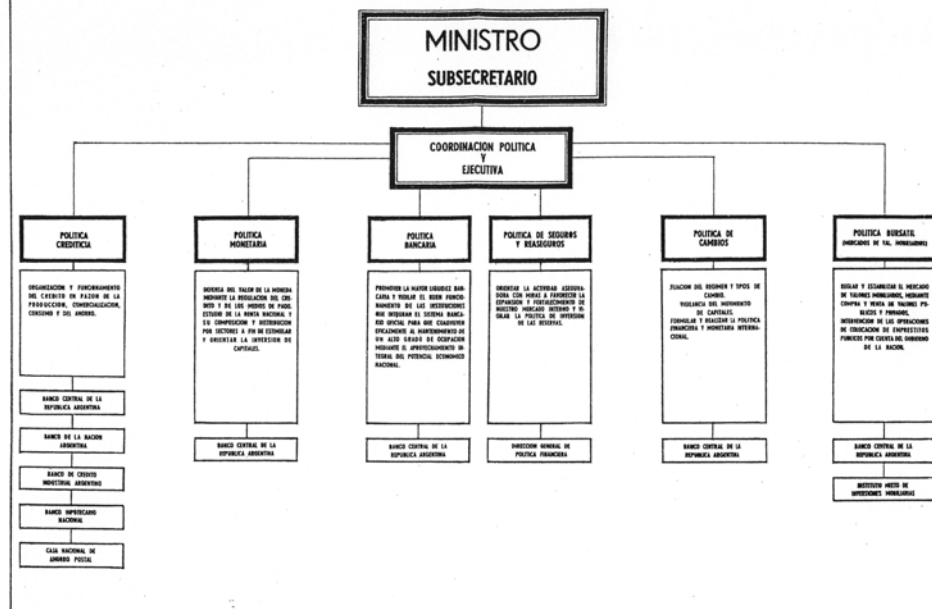 MINISTRO
SUBSECRETARIO
COORDINACION POLITICA
Y
EJECUTIVA
POLITICA
CREDITICIA
ORGANIZACION Y FUNCIONAMIENTO
DEL CREDITO EN RAZON DE LA
PRODUCCION, COMERCIALIZACION,
CONSUMO Y DEL AHORRO.
BANCO CENTRAL DE LA
REPUBLICA ARGENTINA
BANCO DE LA NACION
ARGENTINA
BANCO DE CREDITO
INDUSTRIAL ARGENTINO
BANCO HIPOTECARIO
NACIONAL
CAJA NACIONAL DE
AHORRO POSTAL
POLITICA
MONETARIA
DEFENSA DEL VALOR DE LA MONEDA
MEDIANTE LA REGULACION DEL CRE-
DITO Y DE LOS MEDIOS DE PAGO.
ESTUDIO DE LA RENTA NACIONAL Y
SU COMPOSICION Y DISTRIBUCION
POR SECTORES A FIN DE ESTIMULAR
Y ORIENTAR LA INVERSION DE
CAPITALES.
BANCO CENTRAL DE LA
REPUBLICA ARGENTINA
POLITICA
BANCARIA
PROMOVER LA MAYOR LIQUIDEZ BAN-
CARIA Y VIGILAR EL BUEN FUNCIO-
NAMIENTO DE LAS INSTITUCIONES
QUE INTEGRAN EL SISTEMA BANCA-
RIO OFICIAL PARA QUE COADYUVEN
EFICAZMENTE AL MANTENIMIENTO DE
UN ALTO GRADO DE OCUPACION
MEDIANTE EL APROVECHAMIENTO IN-
TEGRAL DEL POTENCIAL ECONOMICO
NACIONAL.
BANCO CENTRAL DE LA
REPUBLICA ARGENTINA
POLITICA DE SEGUROS
Y REASEGUROS
ORIENTAR LA ACTIVIDAD ASEGURA-
DORA CON MIRAS A FAVORECER LA
EXPANSION Y FORTALECIMIENTO DE
NUESTRO MERCADO INTERNO Y VI-
GILAR LA POLITICA DE INVERSION
DE LAS RESERVAS.
DIRECCION GENERAL DE
POLITICA FINANCIERA
POLITICA DE
CAMBIOS
FIJACION DEL REGIMEN Y TIPOS DE
CAMBIO.
VIGILANCIA DEL MOVIMIENTO
DE CAPITALES.
FORMULAR Y REALIZAR LA POLITICA
FINANCIERA Y MONETARIA INTERNA-
CIONAL.
BANCO CENTRAL DE LA
REPUBLICA ARGENTINA
POLITICA BURSATIL
(MERCADOS DE VAL. MOBILIARIOS)
REGLAR Y ESTABILIZAR EL MERCADO
DE VALORES MOBILIARIOS, MEDIANTE
COMPRA Y VENTA DE VALORES PU-
BLICOS Y PRIVADOS.
INTERVENCION DE LAS OPERACIONES
DE COLOCACION DE EMPRESTITOS
PUBLICOS POR CUENTA DEL GOBIERNO
DE LA NACION.
BANCO CENTRAL DE LA
REPUBLICA ARGENTINA
INSTITUTO MIXTO DE
INVERSIONES MOBILIARIAS